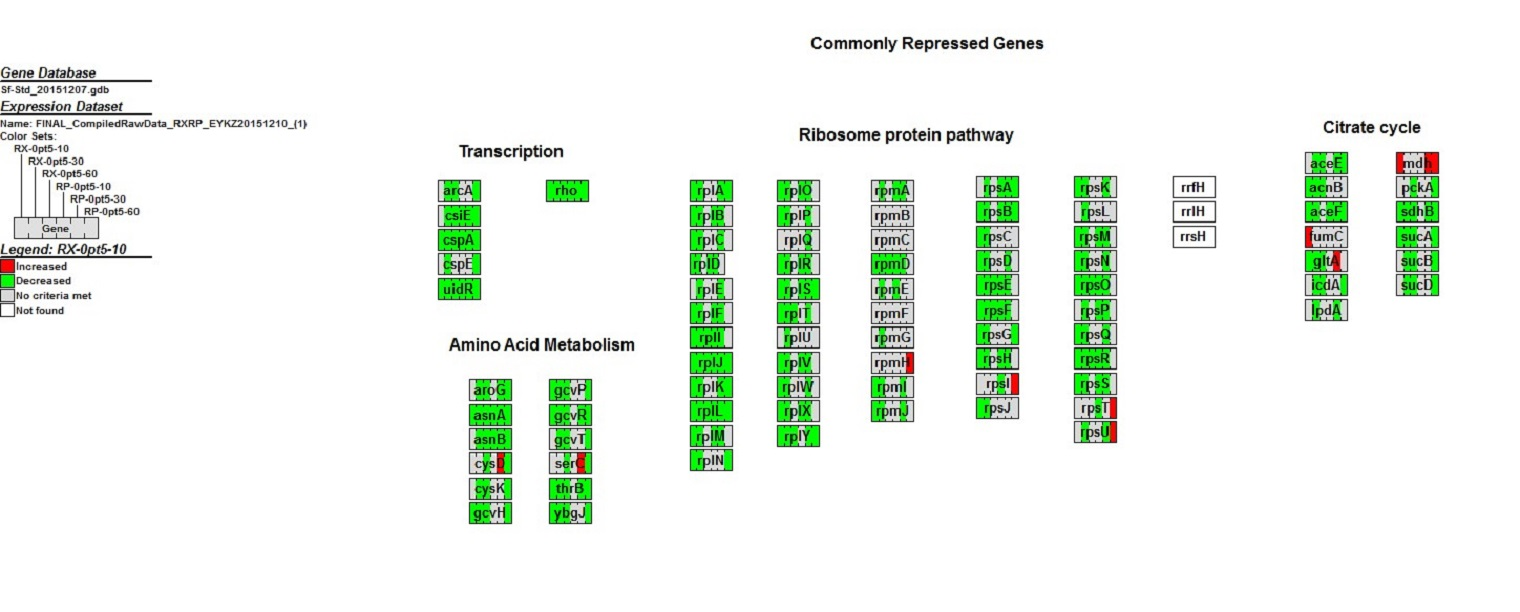 Commonly Repressed Genes
Gene Database
Sf-Std_20151207.gdb
Expression Dataset
Name: FINAL_CompiledRawData_RXRP_EYKZ20151210_(1)
Color Sets:
RX-0pt5-10
RX-0pt5-30
RX-0pt5-60
RP-0pt5-10
RP-0pt5-30
RP-0pt5-60
Gene
Legend: RX-0pt5-10
Increased
Decreased
No criteria met
Not found
Transcription
arcA
csiE
cspA
cspE
uidR
rho
Amino Acid Metabolism
aroG
asnA
asnB
cysD
cysK
gcvH
gcvP
gcvR
gcvT
serC
thrB
ybgJ
Ribosome protein pathway
rplA
rplB
rplC
rplD
rplE
rplF
rplI
rplJ
rplK
rplL
rplM
rplN
rplO
rplP
rplQ
rplR
rplS
rplT
rplU
rplV
rplW
rplX
rplY
rpmA
rpmB
rpmC
rpmD
rpmE
rpmF
rpmG
rpmH
rpmI
rpmJ
rpsA
rpsB
rpsC
rpsD
rpsE
rpsF
rpsG
rpsH
rpsI
rpsJ
rpsK
rpsL
rpsM
rpsN
rpsO
rpsP
rpsQ
rpsR
rpsS
rpsT
rpsU
rrfH
rrlH
rrsH
Citrate cycle
aceE
acnB
aceF
fumC
gltA
icdA
lpdA
mdh
pckA
sdhB
sucA
sucB
sucD